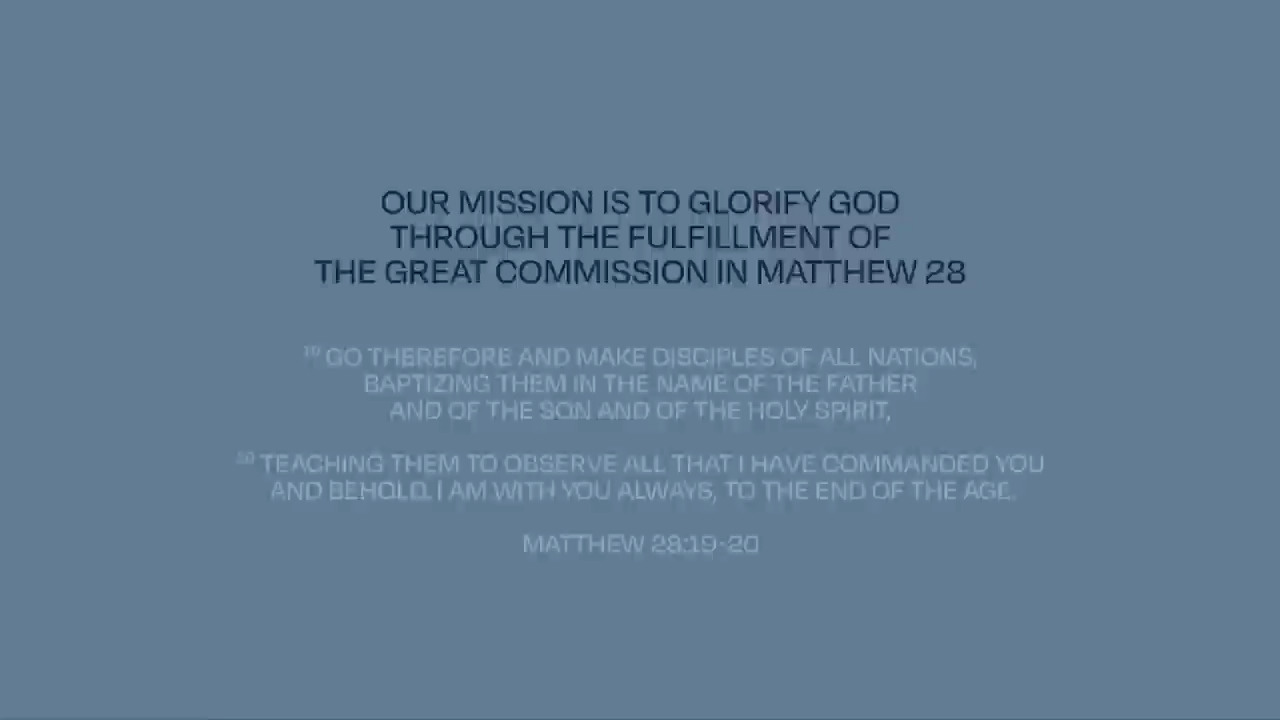 OUR MISSION IS TO GLORIFY GOD
THROUGH THE FULFILLMENT OF
THE GREAT COMMISSION IN MATTHEW 28
19 GO THEREFORE AND MAKE DISCIPLES OF ALL NATIONS,
BAPTIZING THEM IN THE NAME OF THE FATHER
AND OF THE SON AND OF THE HOLY SPIRIT,
TEACHING THEM TO OBSERVE ALL THAT I HAVE COMMANDED YOU
AND BEHOLD, I AM WITH YOU ALWAYS, TO THE END OF THE AGE.
MATTHEW 28:19-20